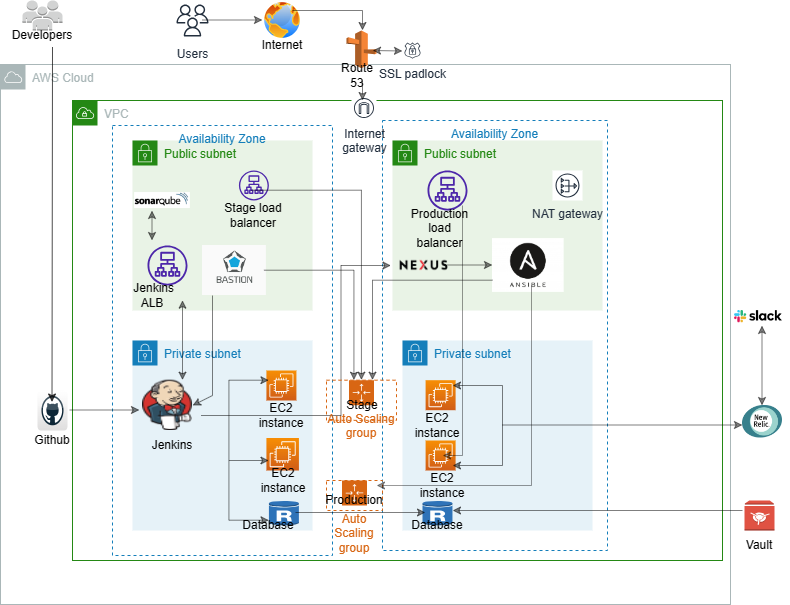 Developers
Users
Internet
Route
53
SSL padlock
AWS Cloud
VPC
Internet
gateway
Availability Zone
Public subnet
sonarqube
Stage load
balancer
Jenkins
ALB
BASTION
Availability Zone
Public subnet
Production
load
balancer
NAT gateway
NEXUS
ANSIBLE
Private subnet
Jenkins
EC2
instance
EC2
instance
Database
Stage
Auto Scaling
group
Production
Auto
Scaling
group
Private subnet
EC2
instance
EC2
instance
Database
Github
slack
New
Relic
Vault